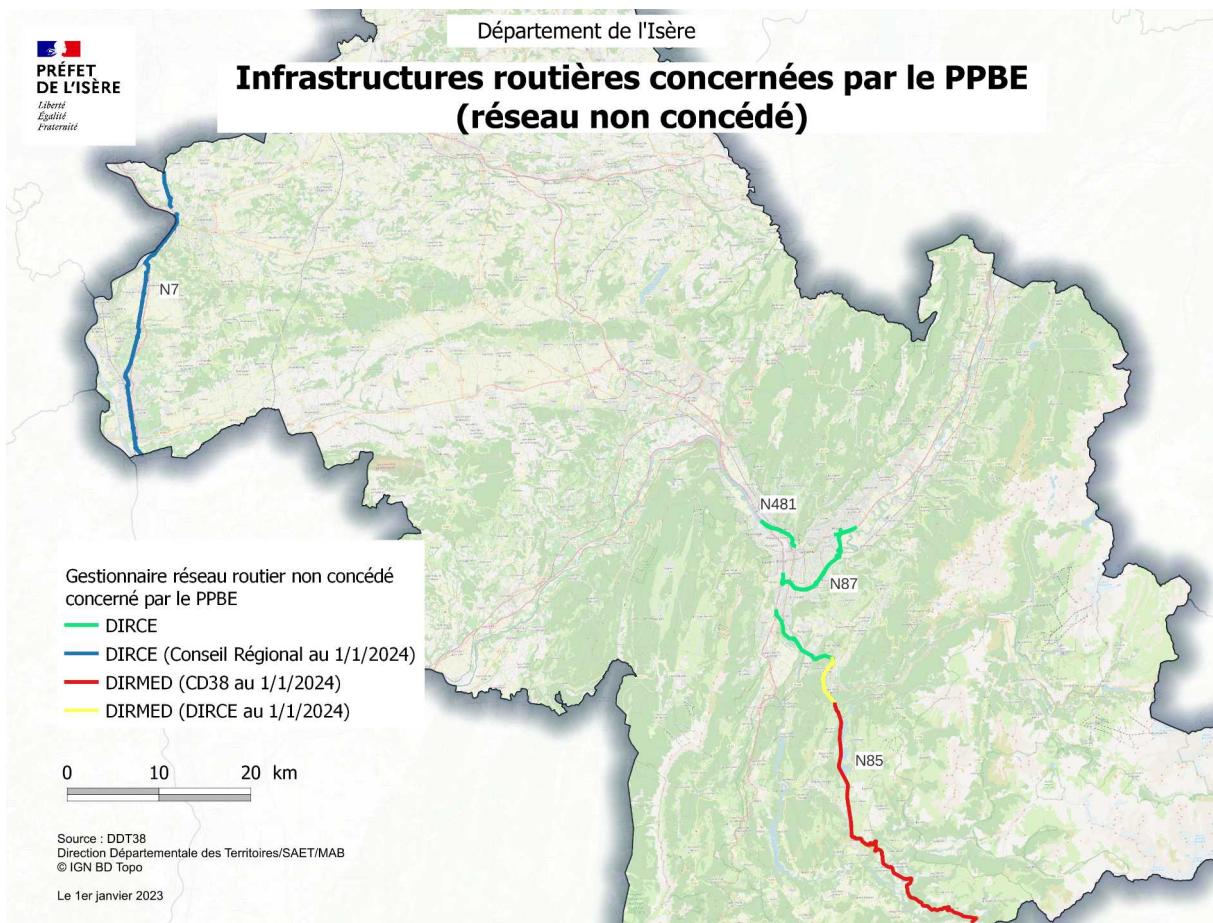 Département de l'Isère
PRÉFET
DE L'ISÈRE
Liberté
Égalité
Fraternité
Infrastructures routières concernées par le PPBE
(réseau non concédé)
N7
N481
N87
N85
Gestionnaire réseau routier non concédé
concerné par le PPBE
DIRCE
DIRCE (Conseil Régional au 1/1/2024)
DIRMED (CD38 au 1/1/2024)
DIRMED (DIRCE au 1/1/2024)
0 10 20 km
Source : DDT38
Direction Départementale des Territoires/SAET/MAB
© IGN BD Topo
Le 1er janvier 2023